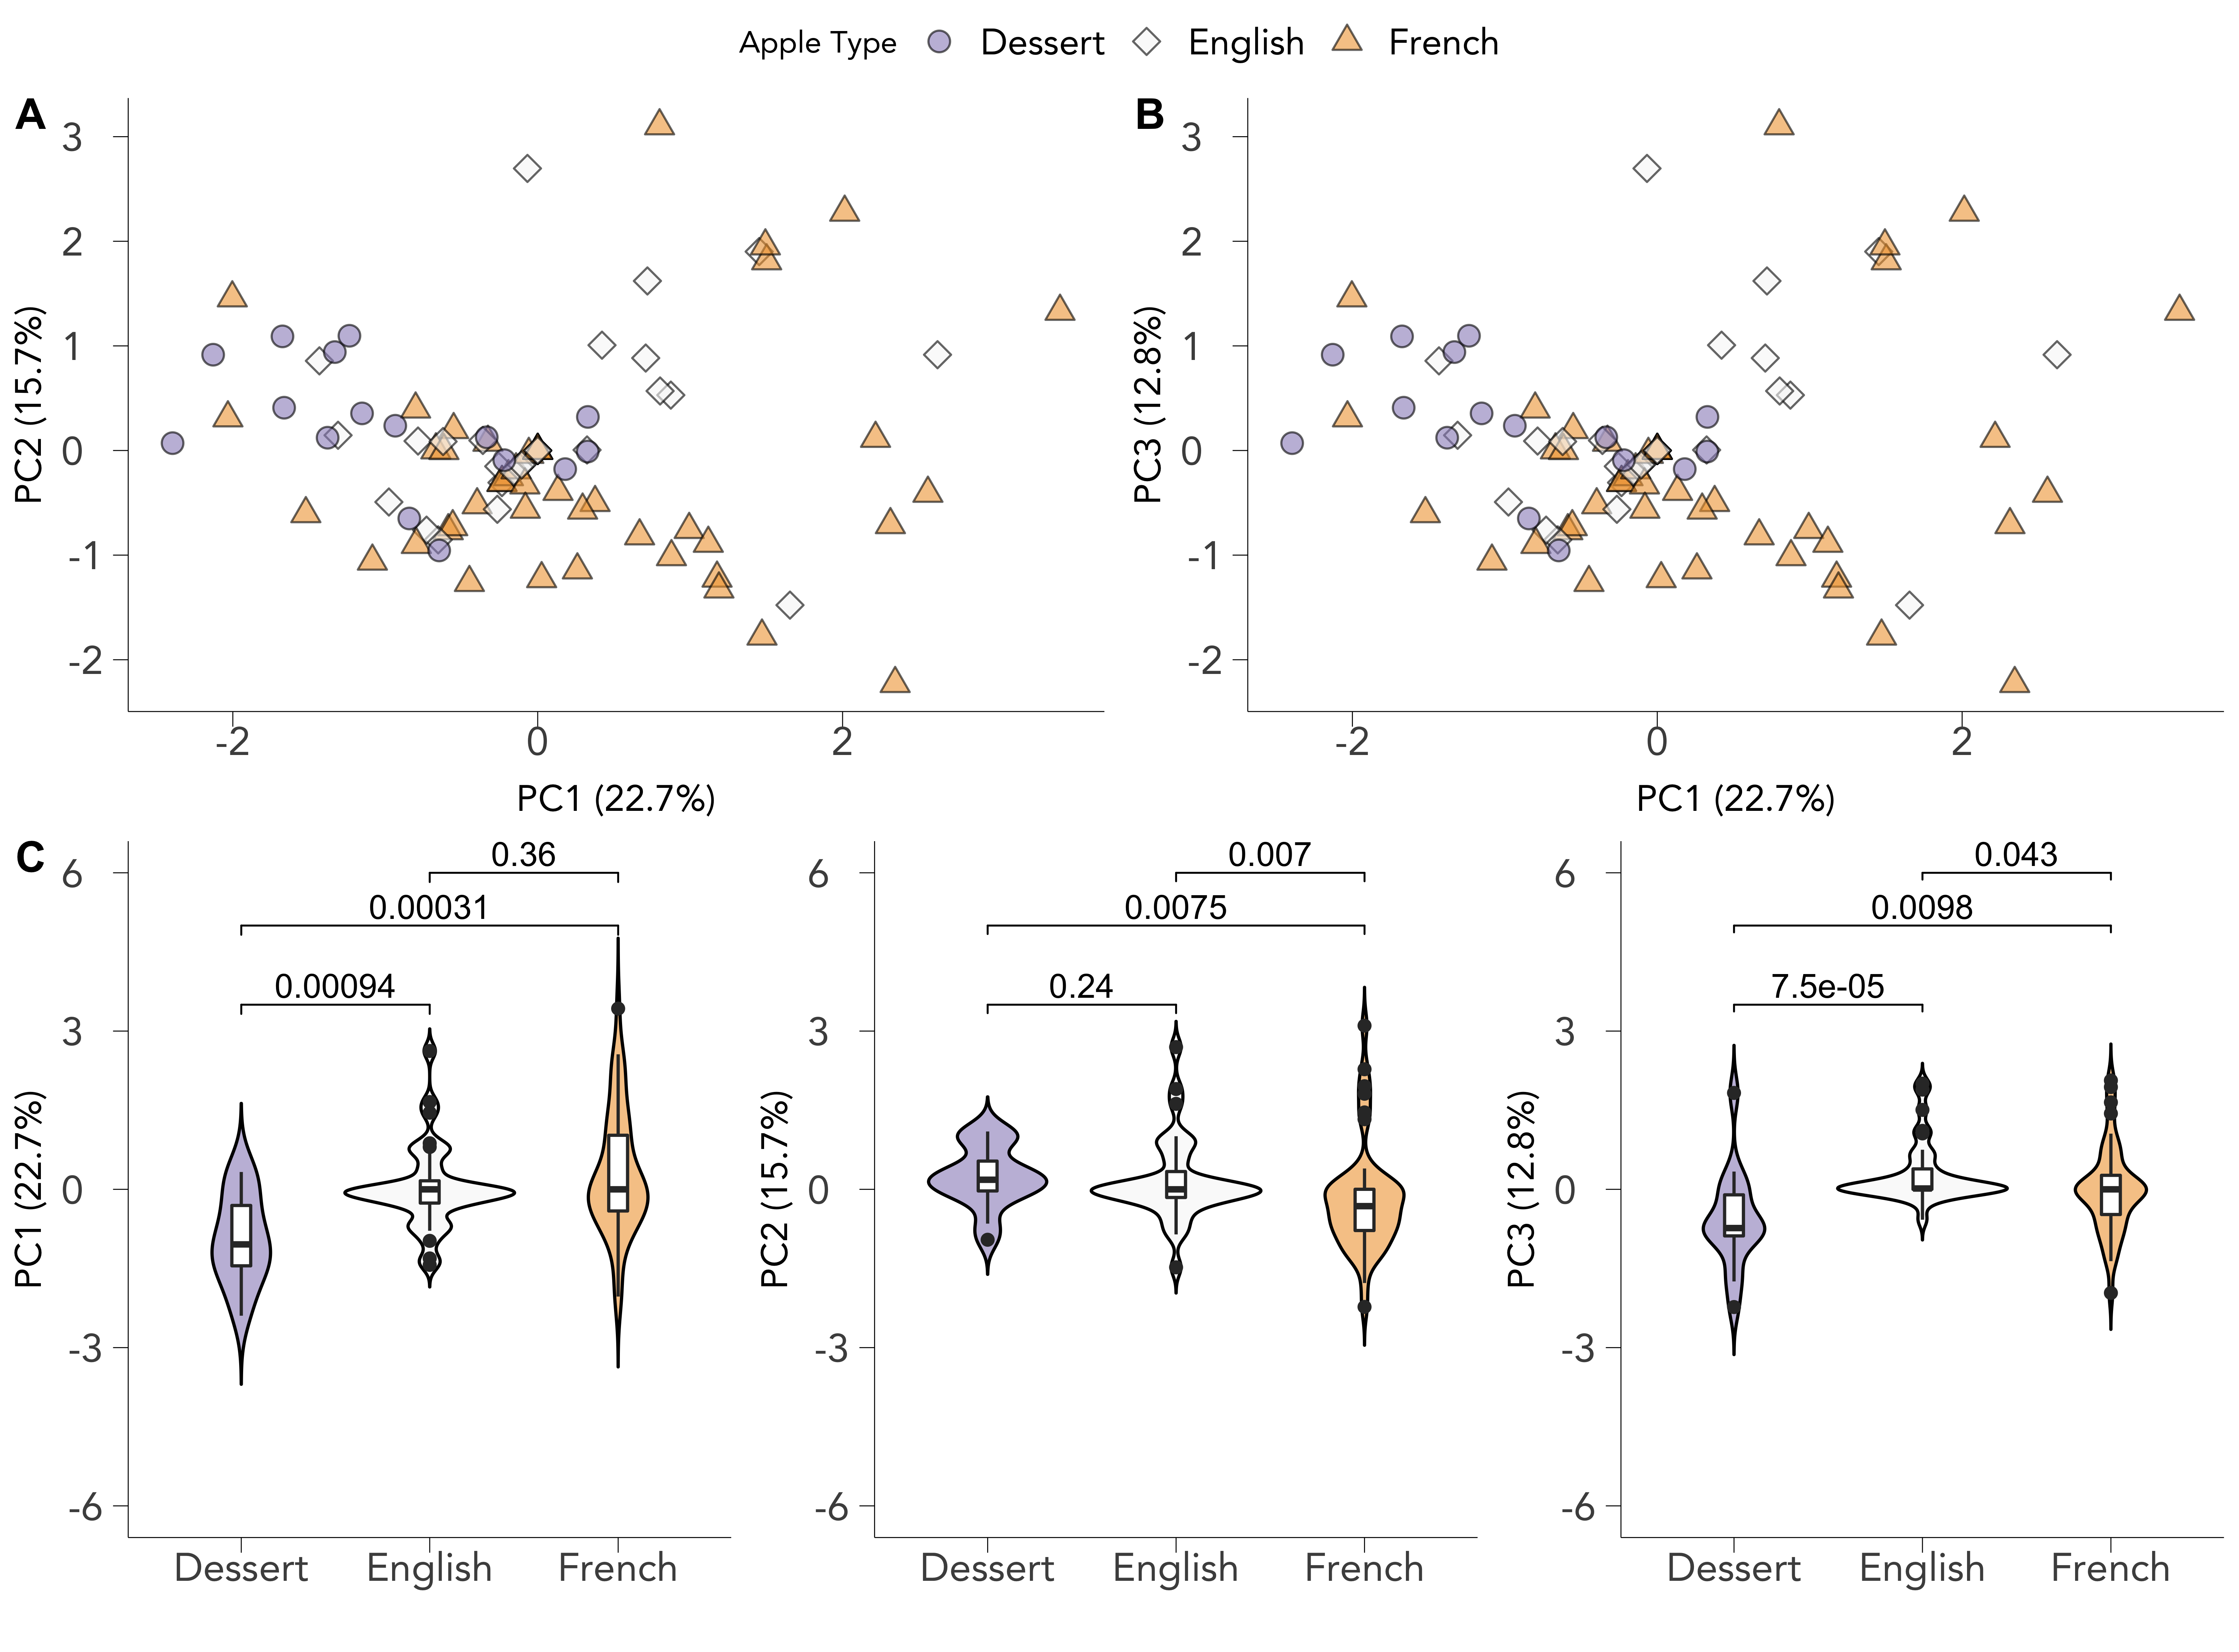 Apple Type Dessert English French
A
3
2
1
0
-1
-2
PC2 (15.7%)
-2 0 2
PC1 (22.7%)
B
3
2
1
0
-1
-2
PC3 (12.8%)
-2 0 2
PC1 (22.7%)
C
6
3
0
-3
-6
PC1 (22.7%)
0.36
0.00031
0.00094
Dessert English French
6
3
0
-3
-6
PC2 (15.7%)
0.007
0.0075
0.24
Dessert English French
6
3
0
-3
-6
PC3 (12.8%)
0.043
0.0098
7.5e-05
Dessert English French